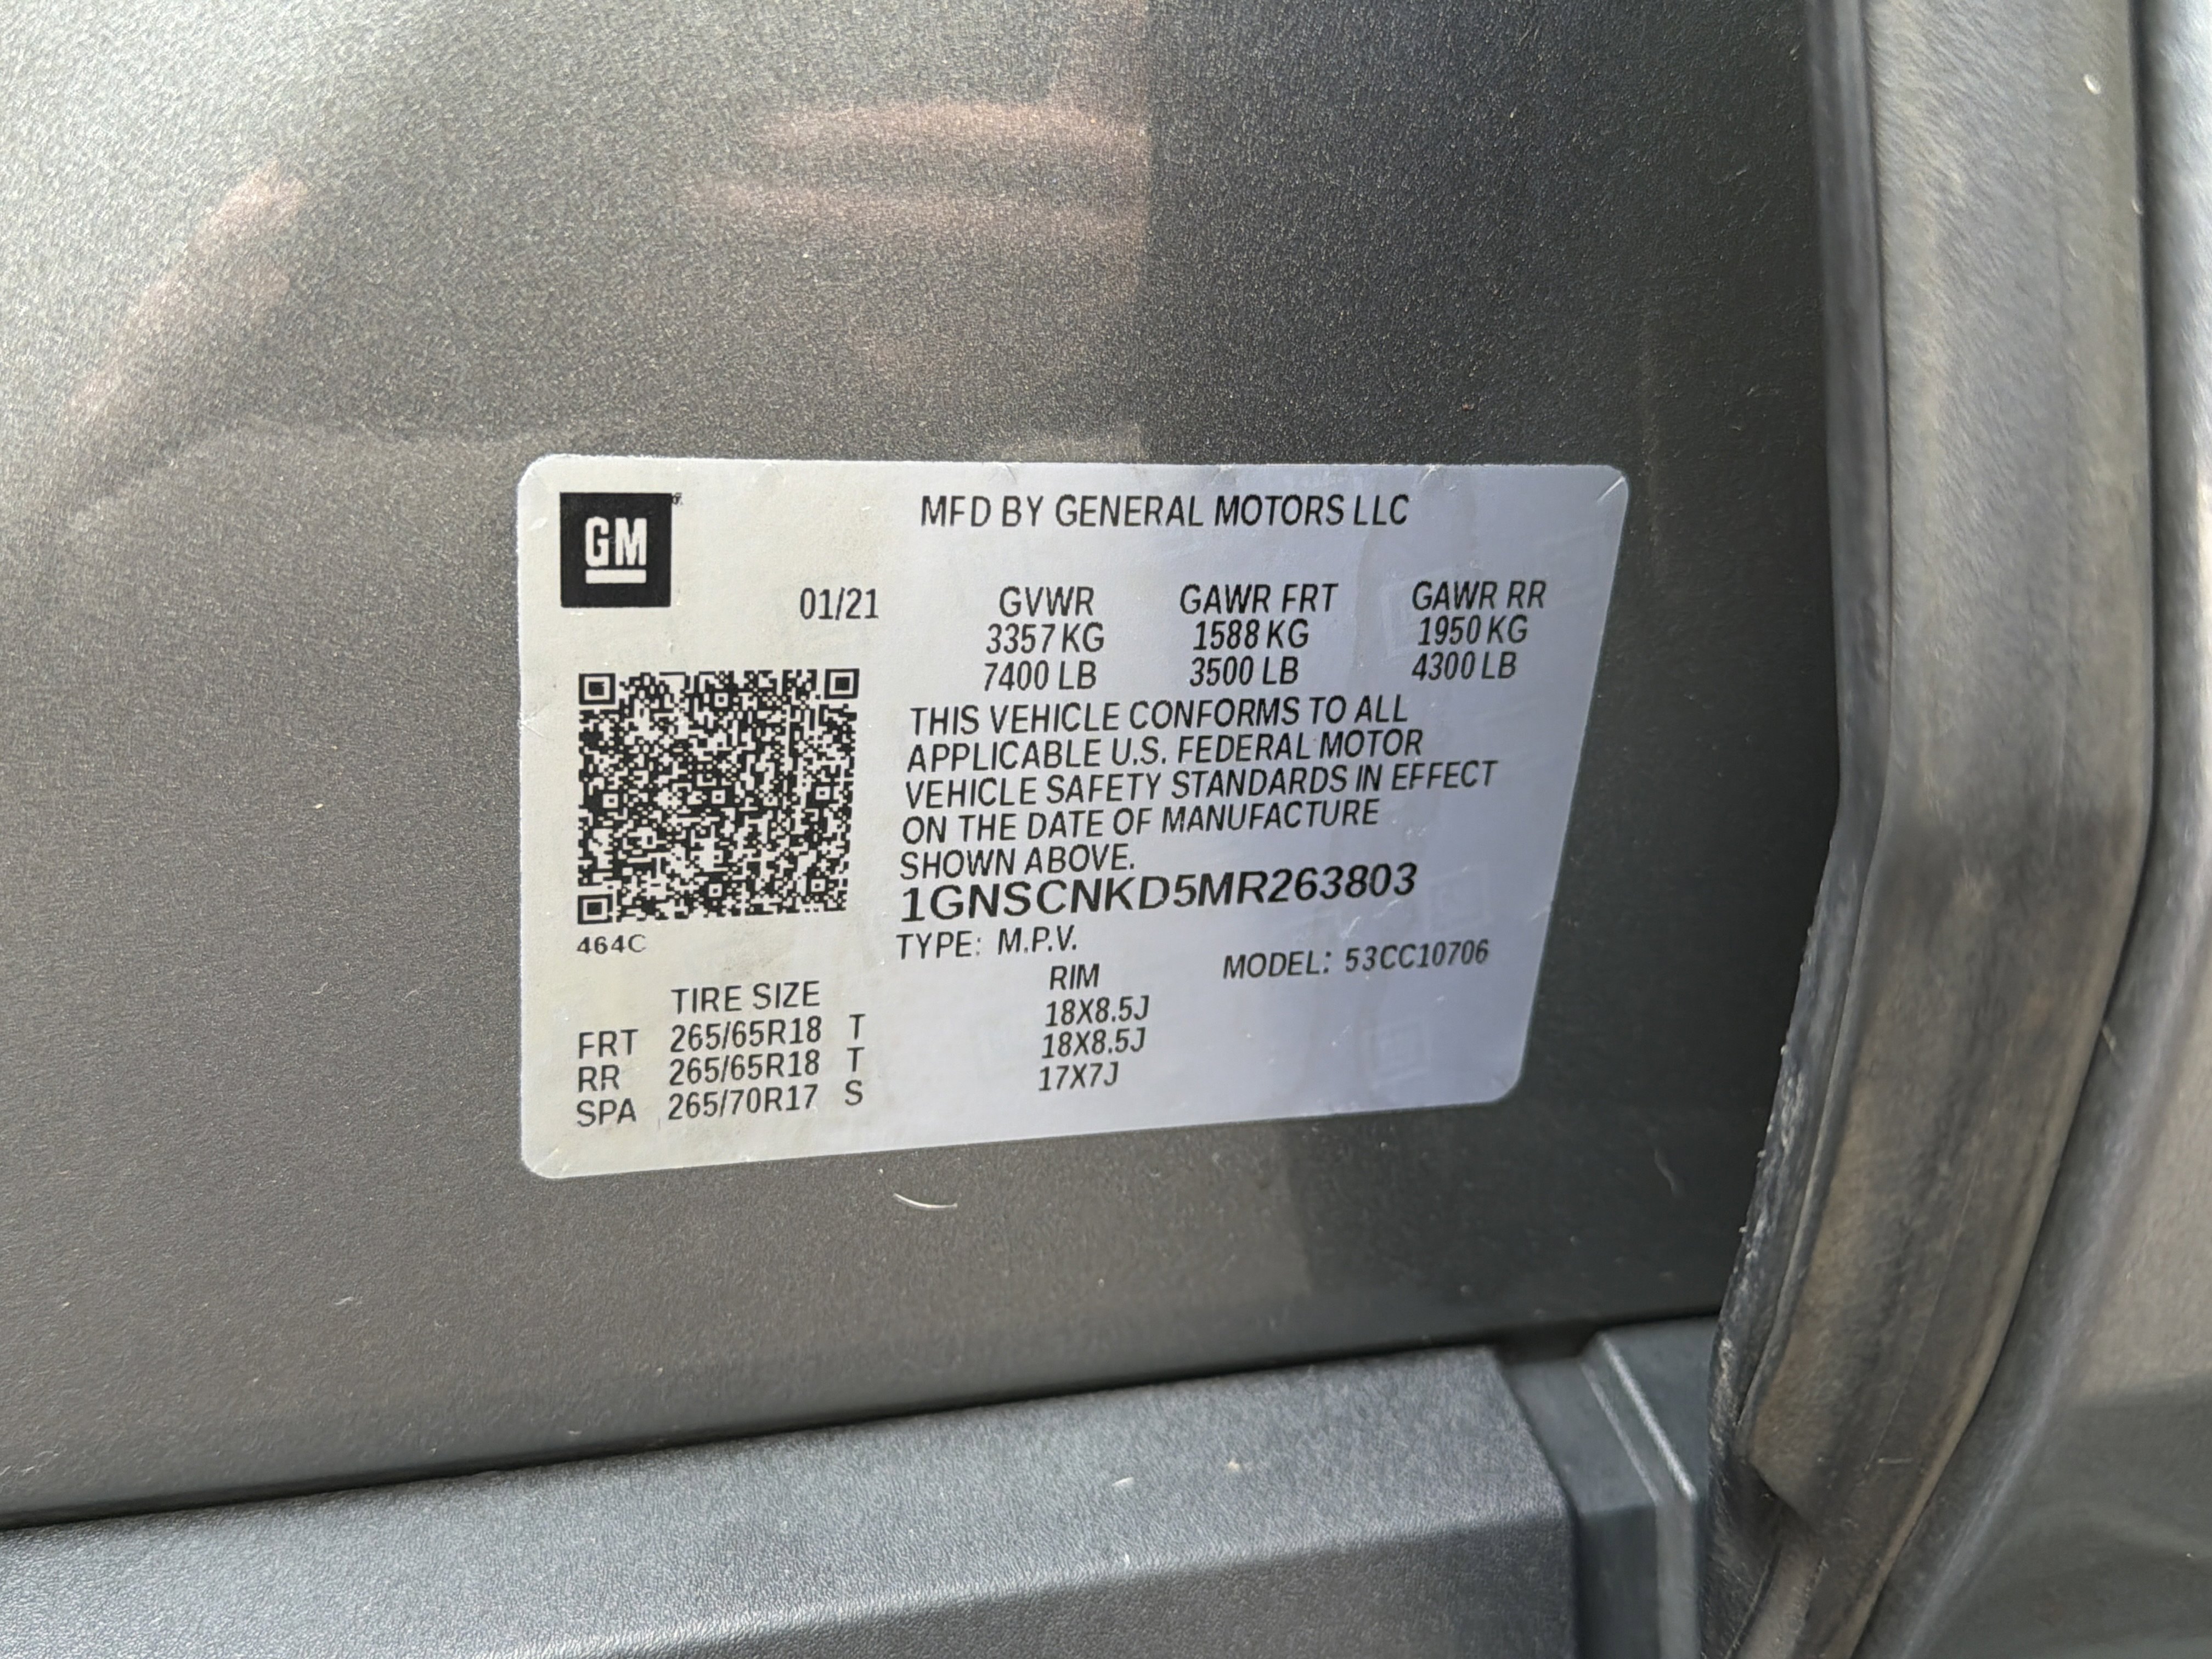 GM
MFD BY GENERAL MOTORS LLC
01/21 GVWR GAWR FRT GAWR RR
3357 KG 1588 KG 1950 KG
7400 LB 3500 LB 4300 LB
THIS VEHICLE CONFORMS TO ALL
APPLICABLE U.S. FEDERAL MOTOR
VEHICLE SAFETY STANDARDS IN EFFECT
ON THE DATE OF MANUFACTURE
SHOWN ABOVE.
1GNSCNKD5MR263803
464C
TYPE: M.P.V. MODEL: 53CC10706
TIRE SIZE RIM
FRT 265/65R18 T 18X8.5J
RR 265/65R18 T 18X8.5J
SPA 265/70R17 S 17X7J